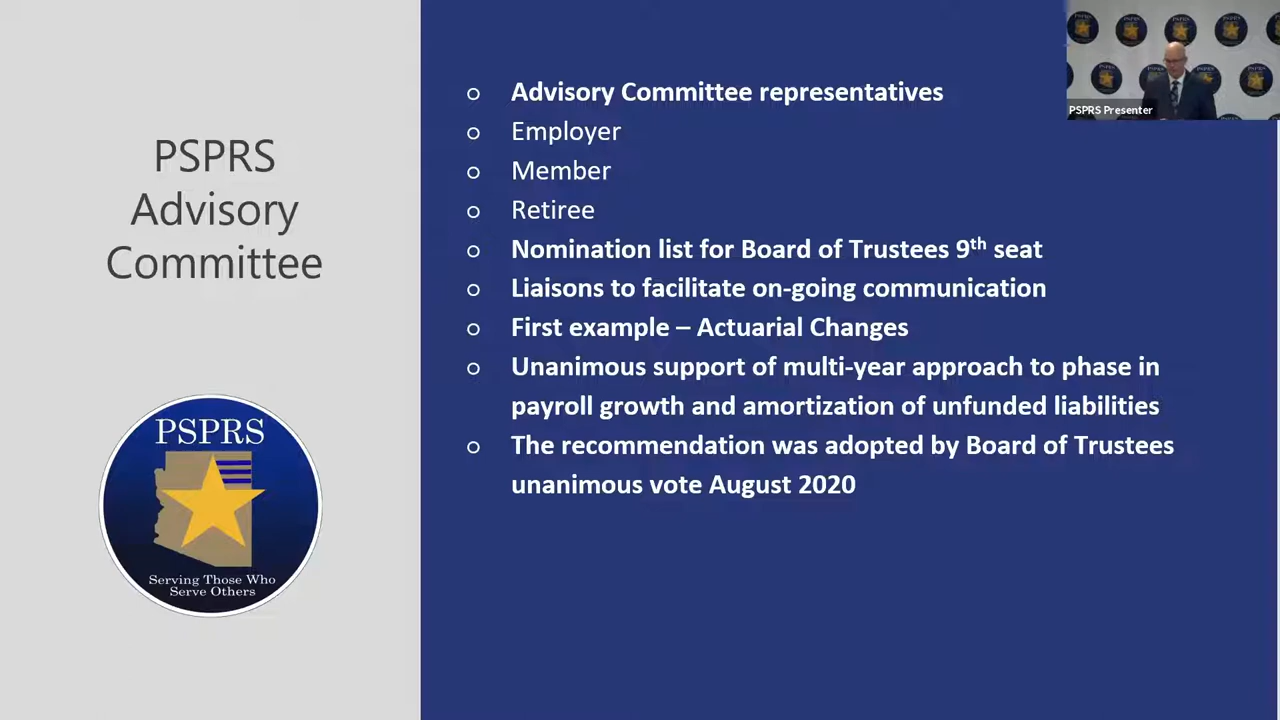 PSPRS
Advisory
Committee
○ Advisory Committee representatives
○ Employer
○ Member
○ Retiree
○ Nomination list for Board of Trustees 9th seat
○ Liaisons to facilitate on-going communication
○ First example – Actuarial Changes
○ Unanimous support of multi-year approach to phase in
payroll growth and amortization of unfunded liabilities
○ The recommendation was adopted by Board of Trustees
unanimous vote August 2020
PSPRS
Serving Those Who
Serve Others
PSPRS Presenter